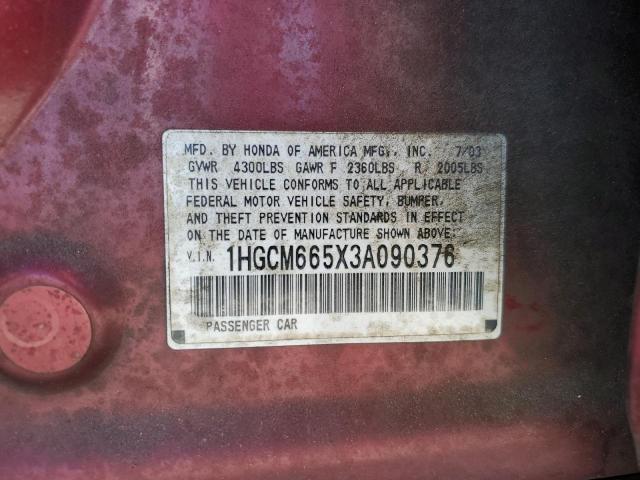 MFD. BY HONDA OF AMERICA MFG., INC. 7/03
GVWR 4300LBS GAWR F 2360LBS R 2005LBS
THIS VEHICLE CONFORMS TO ALL APPLICABLE
FEDERAL MOTOR VEHICLE SAFETY, BUMPER,
AND THEFT PREVENTION STANDARDS IN EFFECT
ON THE DATE OF MANUFACTURE SHOWN ABOVE.
V.I.N. 1HGCM665X3A090376
PASSENGER CAR